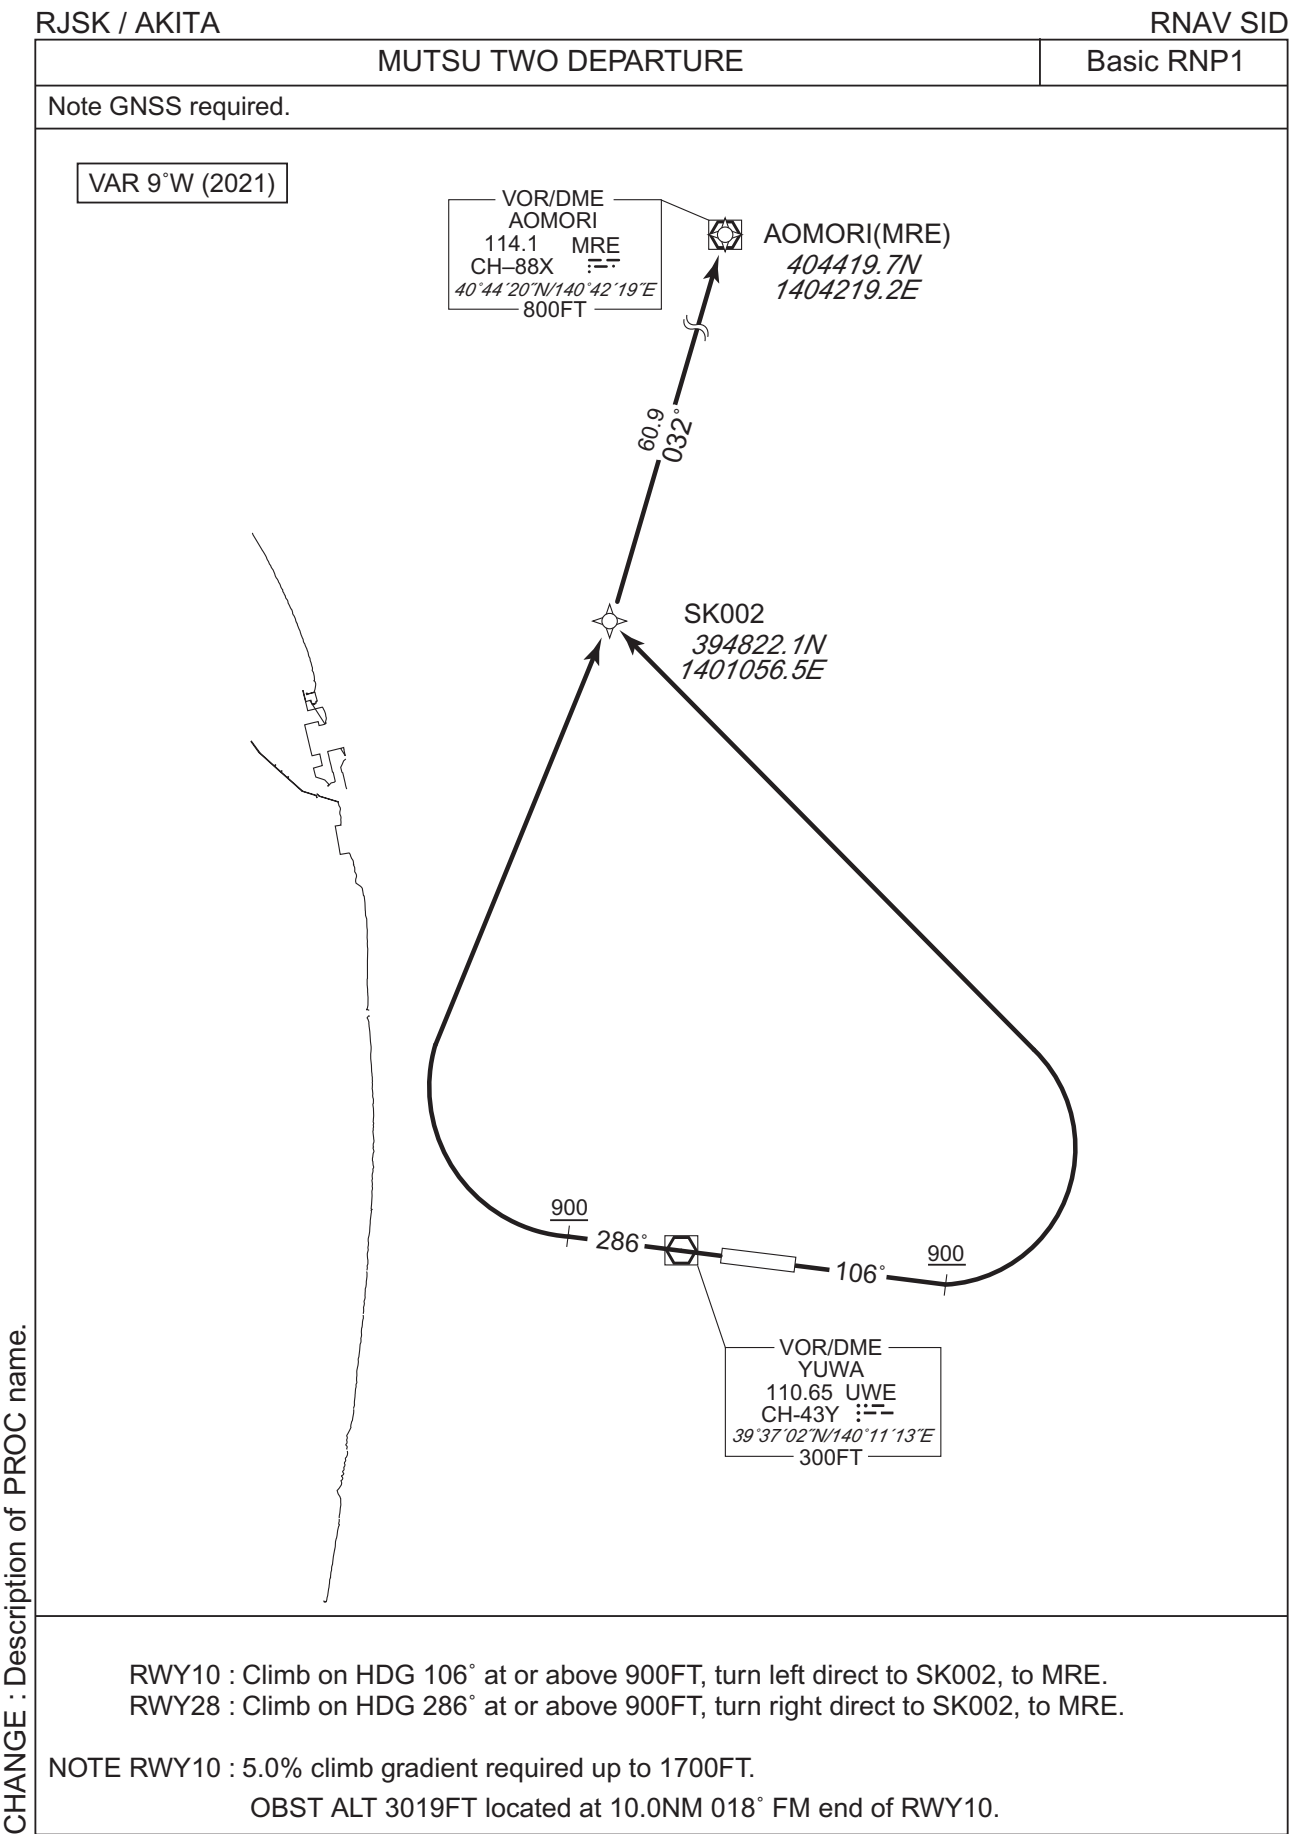 RJSK / AKITA
RNAV SID
MUTSU TWO DEPARTURE
Basic RNP1
Note GNSS required.
VAR 9˚W (2021)
VOR/DME
AOMORI
114.1 MRE
CH–88X
40˚44´20˝N/140˚42´19˝E
800FT
AOMORI(MRE)
404419.7N
1404219.2E
60.9
032˚
SK002
394822.1N
1401056.5E
900
286˚
106˚
900
VOR/DME
YUWA
110.65 UWE
CH-43Y
39˚37´02˝N/140˚11´13˝E
300FT
RWY10 : Climb on HDG 106˚ at or above 900FT, turn left direct to SK002, to MRE.
RWY28 : Climb on HDG 286˚ at or above 900FT, turn right direct to SK002, to MRE.
NOTE RWY10 : 5.0% climb gradient required up to 1700FT.
OBST ALT 3019FT located at 10.0NM 018˚ FM end of RWY10.
CHANGE : Description of PROC name.